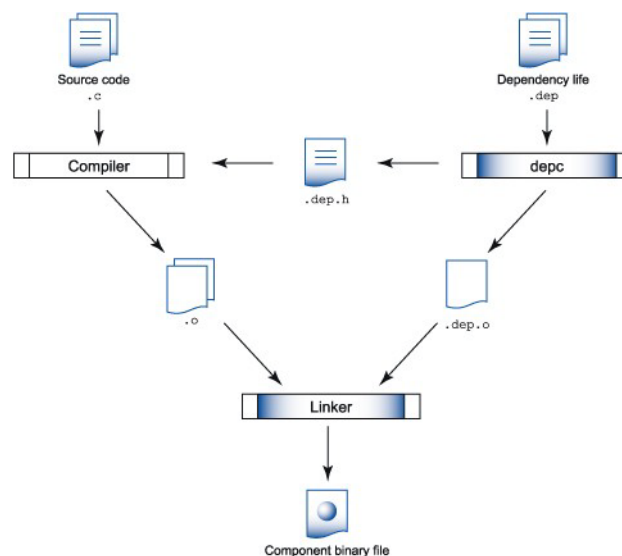 Source code
.c
Dependency life
.dep
Compiler
.dep.h
depc
.o
.dep.o
Linker
Component binary file